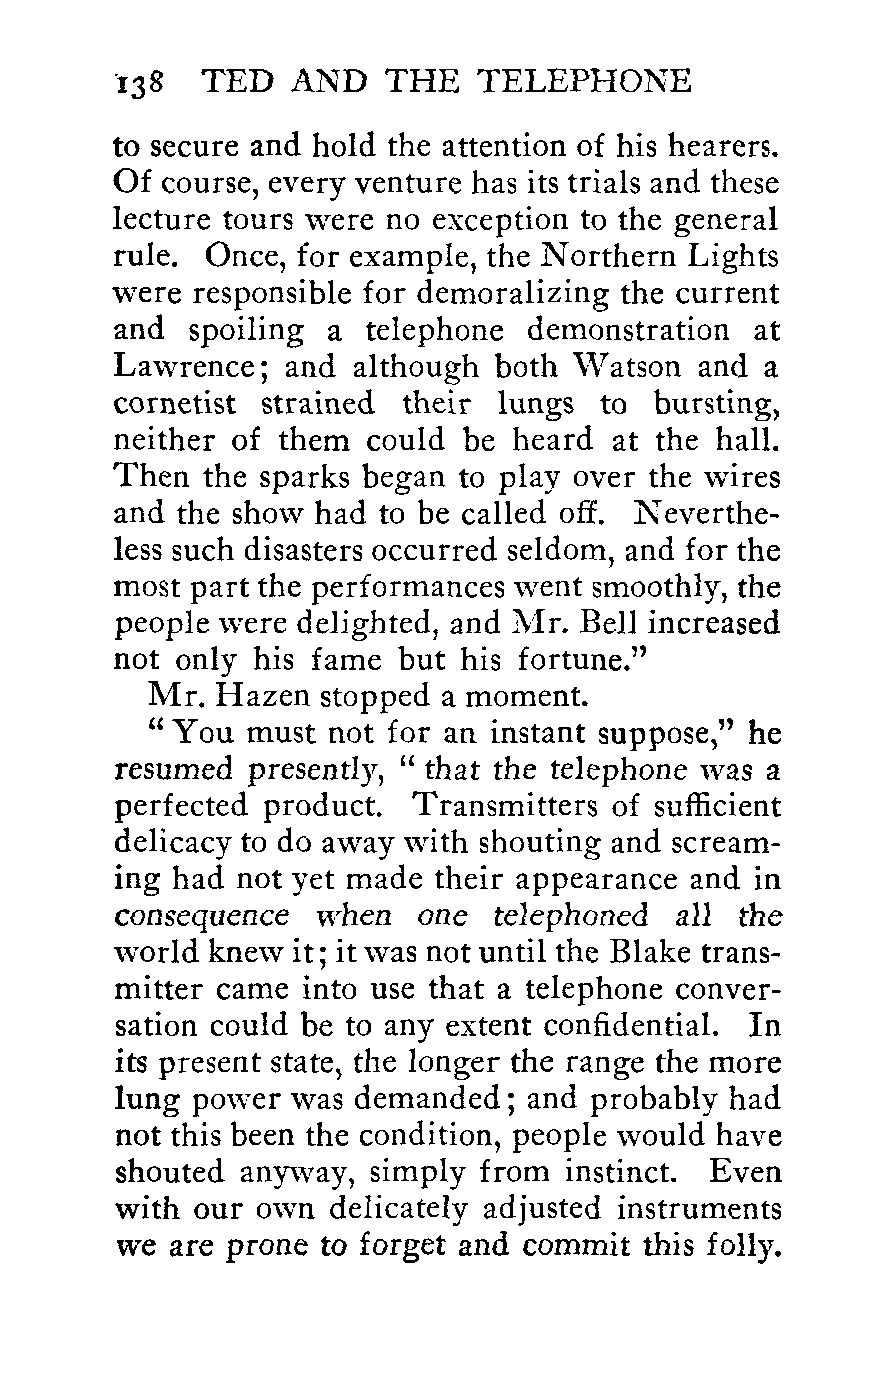 138 TED AND THE TELEPHONE
to secure and hold the attention of his hearers.
Of course, every venture has its trials and these
lecture tours were no exception to the general
rule. Once, for example, the Northern Lights
were responsible for demoralizing the current
and spoiling a telephone demonstration at
Lawrence; and although both Watson and a
cornetist strained their lungs to bursting,
neither of them could be heard at the hall.
Then the sparks began to play over the wires
and the show had to be called off. Neverthe-
less such disasters occurred seldom, and for the
most part the performances went smoothly, the
people were delighted, and Mr. Bell increased
not only his fame but his fortune.”
Mr. Hazen stopped a moment.
“ You must not for an instant suppose,” he
resumed presently, “ that the telephone was a
perfected product. Transmitters of sufficient
delicacy to do away with shouting and scream-
ing had not yet made their appearance and in
consequence when one telephoned all the
world knew it; it was not until the Blake trans-
mitter came into use that a telephone conver-
sation could be to any extent confidential. In
its present state, the longer the range the more
lung power was demanded; and probably had
not this been the condition, people would have
shouted anyway, simply from instinct. Even
with our own delicately adjusted instruments
we are prone to forget and commit this folly.